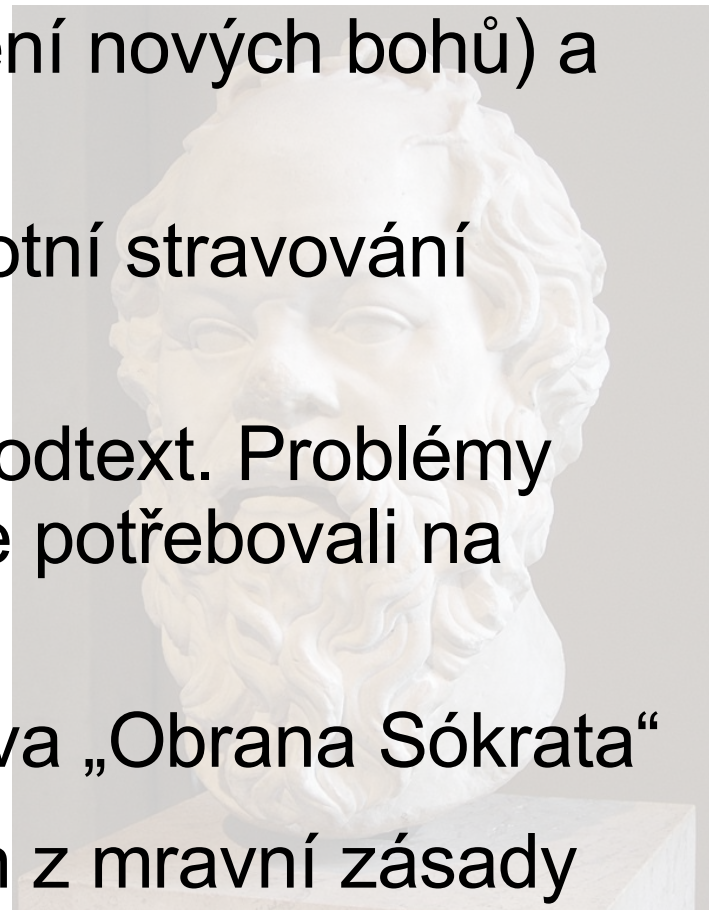 ení nových bohů) a
otní stravování
odtext. Problémy
e potřebovali na
va „Obrana Sókrata“
z mravní zásady